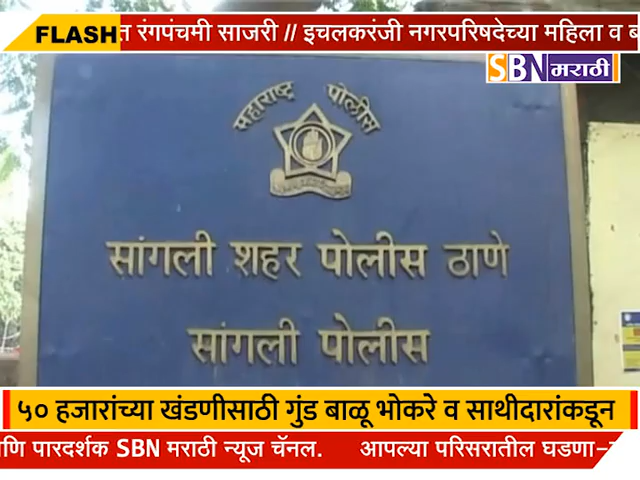 FLASH
त रंगपंचमी साजरी // इचलकरंजी नगरपरिषदेच्या महिला व ब
SBN मराठी
महाराष्ट्र पोलीस
सांगली शहर पोलीस ठाणे
सांगली पोलीस
५० हजारांच्या खंडणीसाठी गुंड बाळू भोकरे व साथीदारांकडून
णि पारदर्शक SBN मराठी न्यूज चॅनल. आपल्या परिसरातील घडणा-